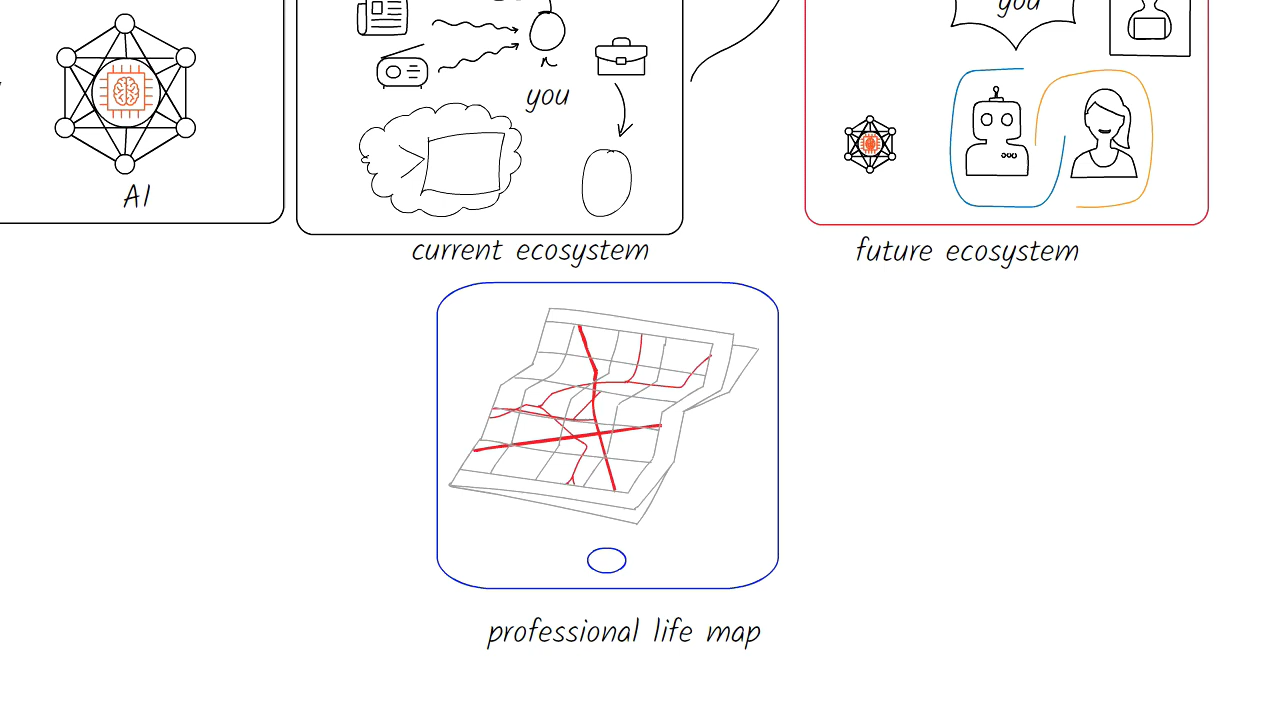 you
AI
you
current ecosystem
future ecosystem
professional life map